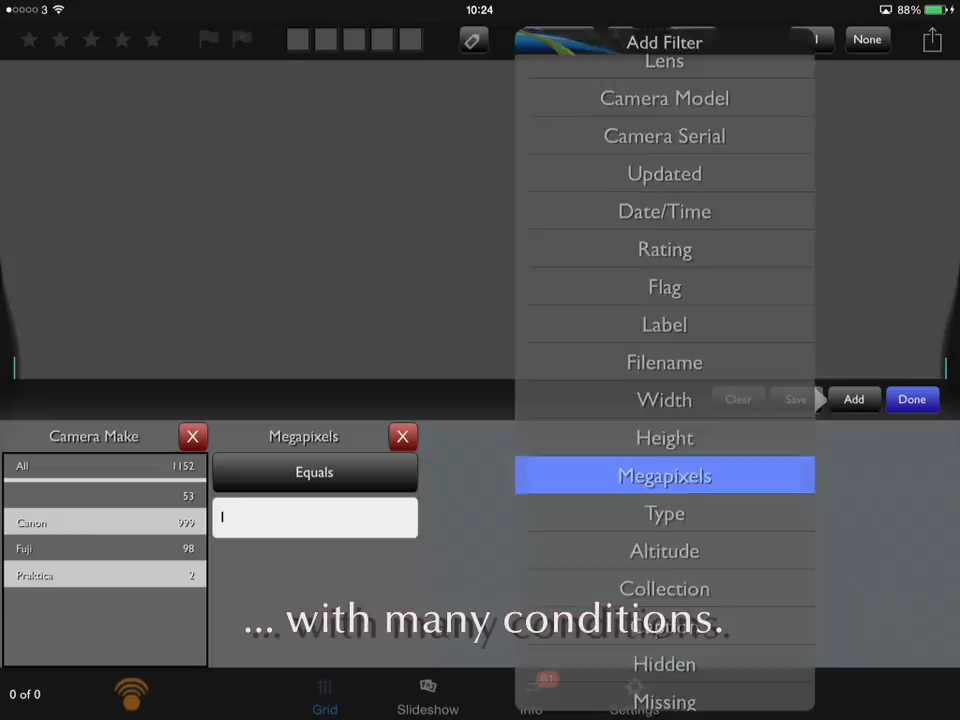 3
10:24
88%
Add Filter
None
Lens
Camera Model
Camera Serial
Updated
Date/Time
Rating
Flag
Label
Filename
Width
Clear
Save
Add
Done
Height
Megapixels
Type
Altitude
Collection
Hidden
Missing
Camera Make
X
All 1152
53
Canon 999
Fuji 98
Praktica 2
Megapixels
X
Equals
... with many conditions.
0 of 0
Grid
Slideshow
Info
61
Settings